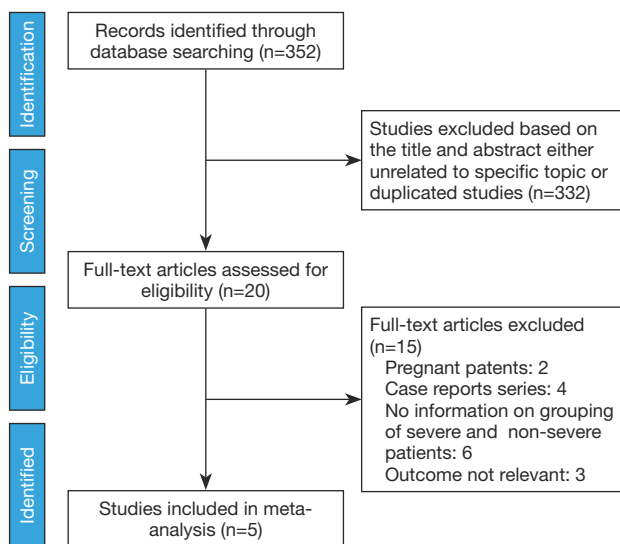 Identification
Records identified through
database searching (n=352)
Studies excluded based on
the title and abstract either
unrelated to specific topic or
duplicated studies (n=332)
Screening
Full-text articles assessed for
eligibility (n=20)
Eligibility
Full-text articles excluded
(n=15)
Pregnant patents: 2
Case reports series: 4
No information on grouping
of severe and non-severe
patients: 6
Outcome not relevant: 3
Identified
Studies included in meta-
analysis (n=5)